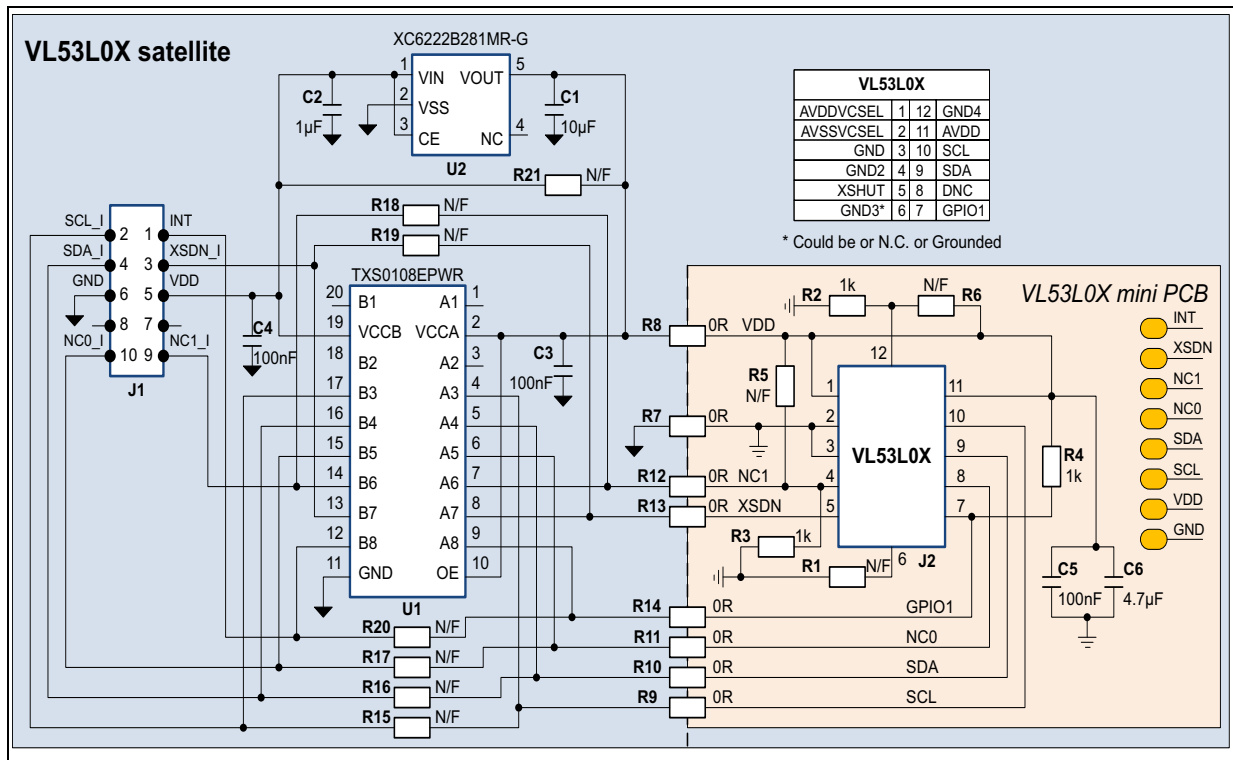 VL53L0X satellite
XC6222B281MR-G
1 VIN VOUT 5
2 VSS
3 CE NC 4
U2
C2
1µF
C1
10µF
R21 N/F
R18 N/F
R19 N/F
VL53L0X
AVDDVCSEL 1 12 GND4
AVSSVCSEL 2 11 AVDD
GND 3 10 SCL
GND2 4 9 SDA
XSHUT 5 8 DNC
GND3* 6 7 GPIO1
* Could be or N.C. or Grounded
SCL_I 2 1 INT
SDA_I 4 3 XSDN_I
GND 6 5 VDD
8 7
NC0_I 10 9 NC1_I
J1
C4
100nF
TXS0108EPWR
20 B1 A1 1
19 VCCB VCCA 2
18 B2 A2 3
17 B3 A3 4
16 B4 A4 5
15 B5 A5 6
14 B6 A6 7
13 B7 A7 8
12 B8 A8 9
11 GND OE 10
U1
C3
100nF
R20 N/F
R17 N/F
R16 N/F
R15 N/F
VL53L0X mini PCB
R2 1k
N/F R6
R8 0R VDD
R5
N/F
R7 0R
R12 0R NC1
R13 0R XSDN
12
1 11
2 10
3 9
4 8
5 7
6
VL53L0X
J2
R4
1k
R3 1k
R1 N/F
C5
100nF
C6
4.7µF
R14 0R GPIO1
R11 0R NC0
R10 0R SDA
R9 0R SCL
INT
XSDN
NC1
NC0
SDA
SCL
VDD
GND